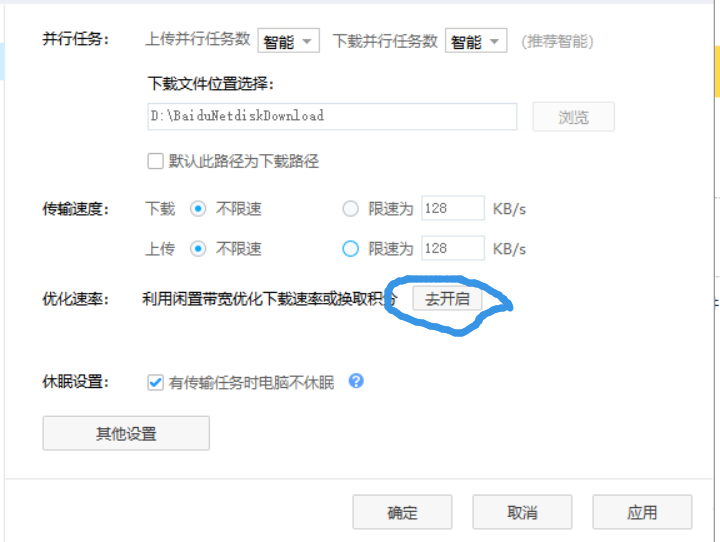 并行任务： 上传并行任务数 智能 下载并行任务数 智能 (推荐智能)
下载文件位置选择：
D:\BaiduNetdiskDownload 浏览
默认此路径为下载路径
传输速度： 下载 不限速 限速为 128 KB/s
上传 不限速 限速为 128 KB/s
优化速率： 利用闲置带宽优化下载速率或换取积分 去开启
休眠设置： 有传输任务时电脑不休眠 ?
其他设置
确定 取消 应用